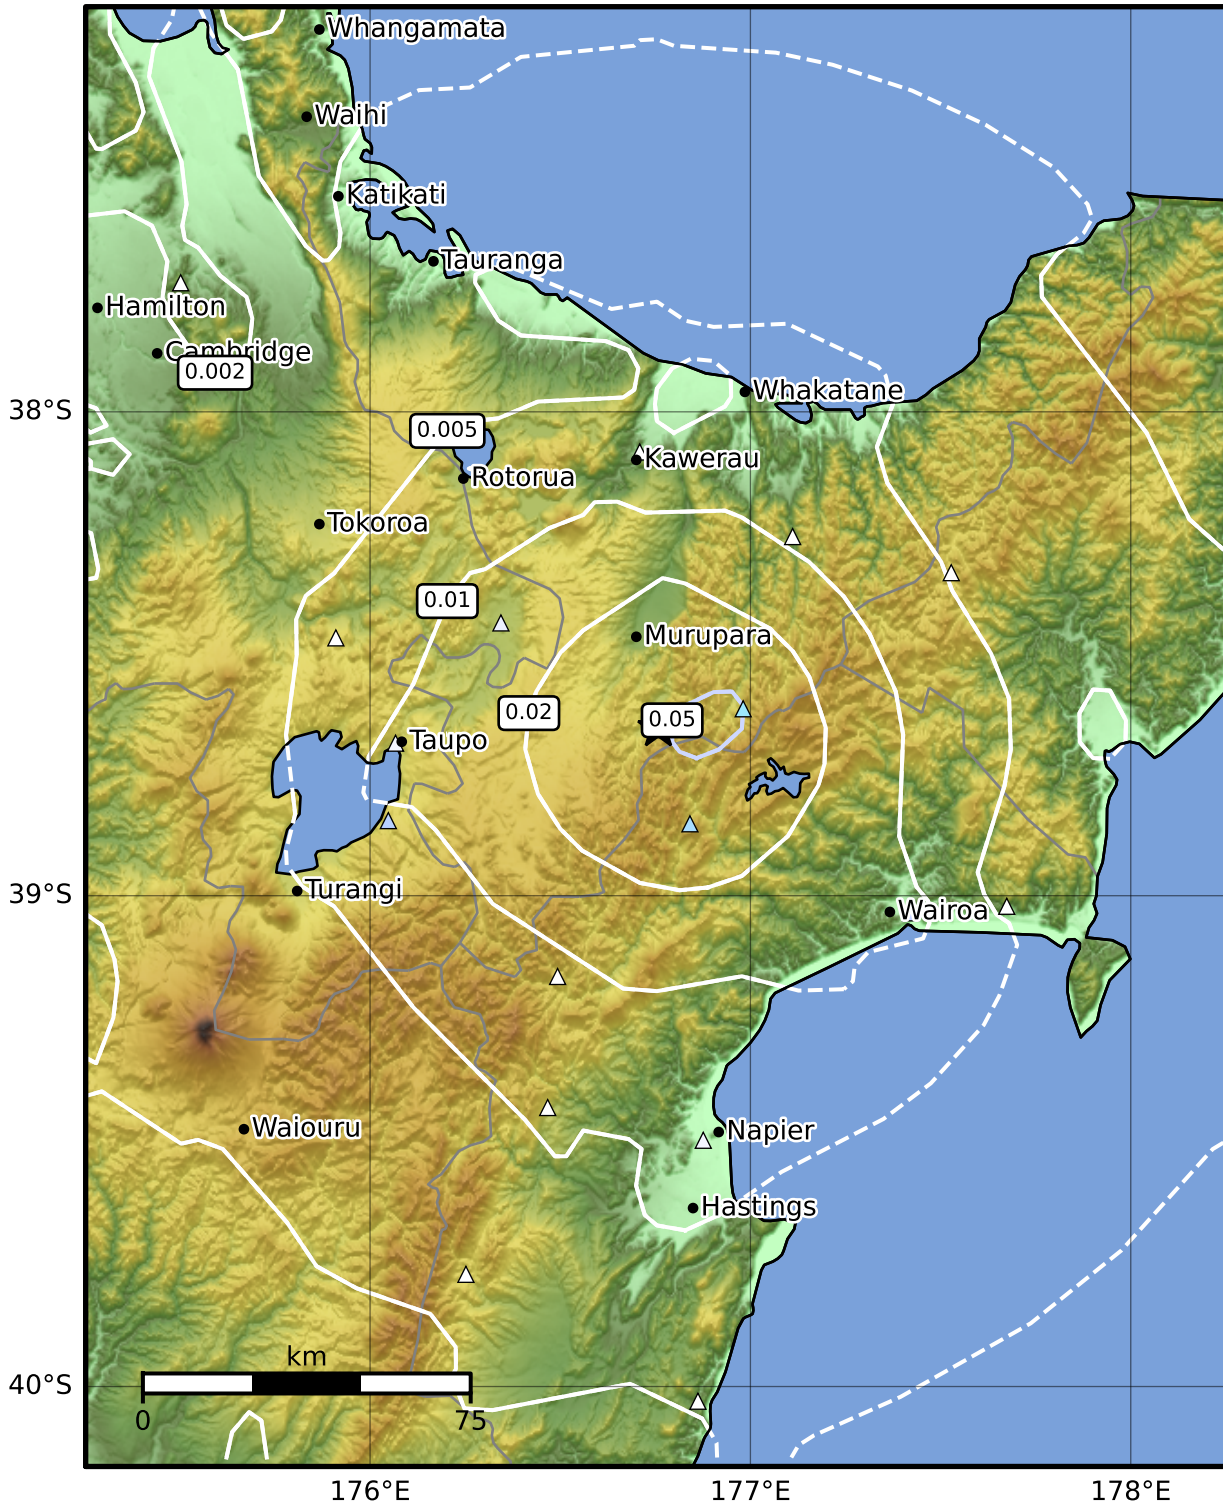 Whangamata
Waihi
Katikati
Tauranga
Hamilton
Cambridge
0.002
Whakatane
38°S
0.005
Kawerau
Rotorua
Tokoroa
0.01
Murupara
0.02
0.05
Taupo
Turangi
39°S
Wairoa
Waiouru
Napier
Hastings
km
40°S
0
75
176°E
177°E
178°E